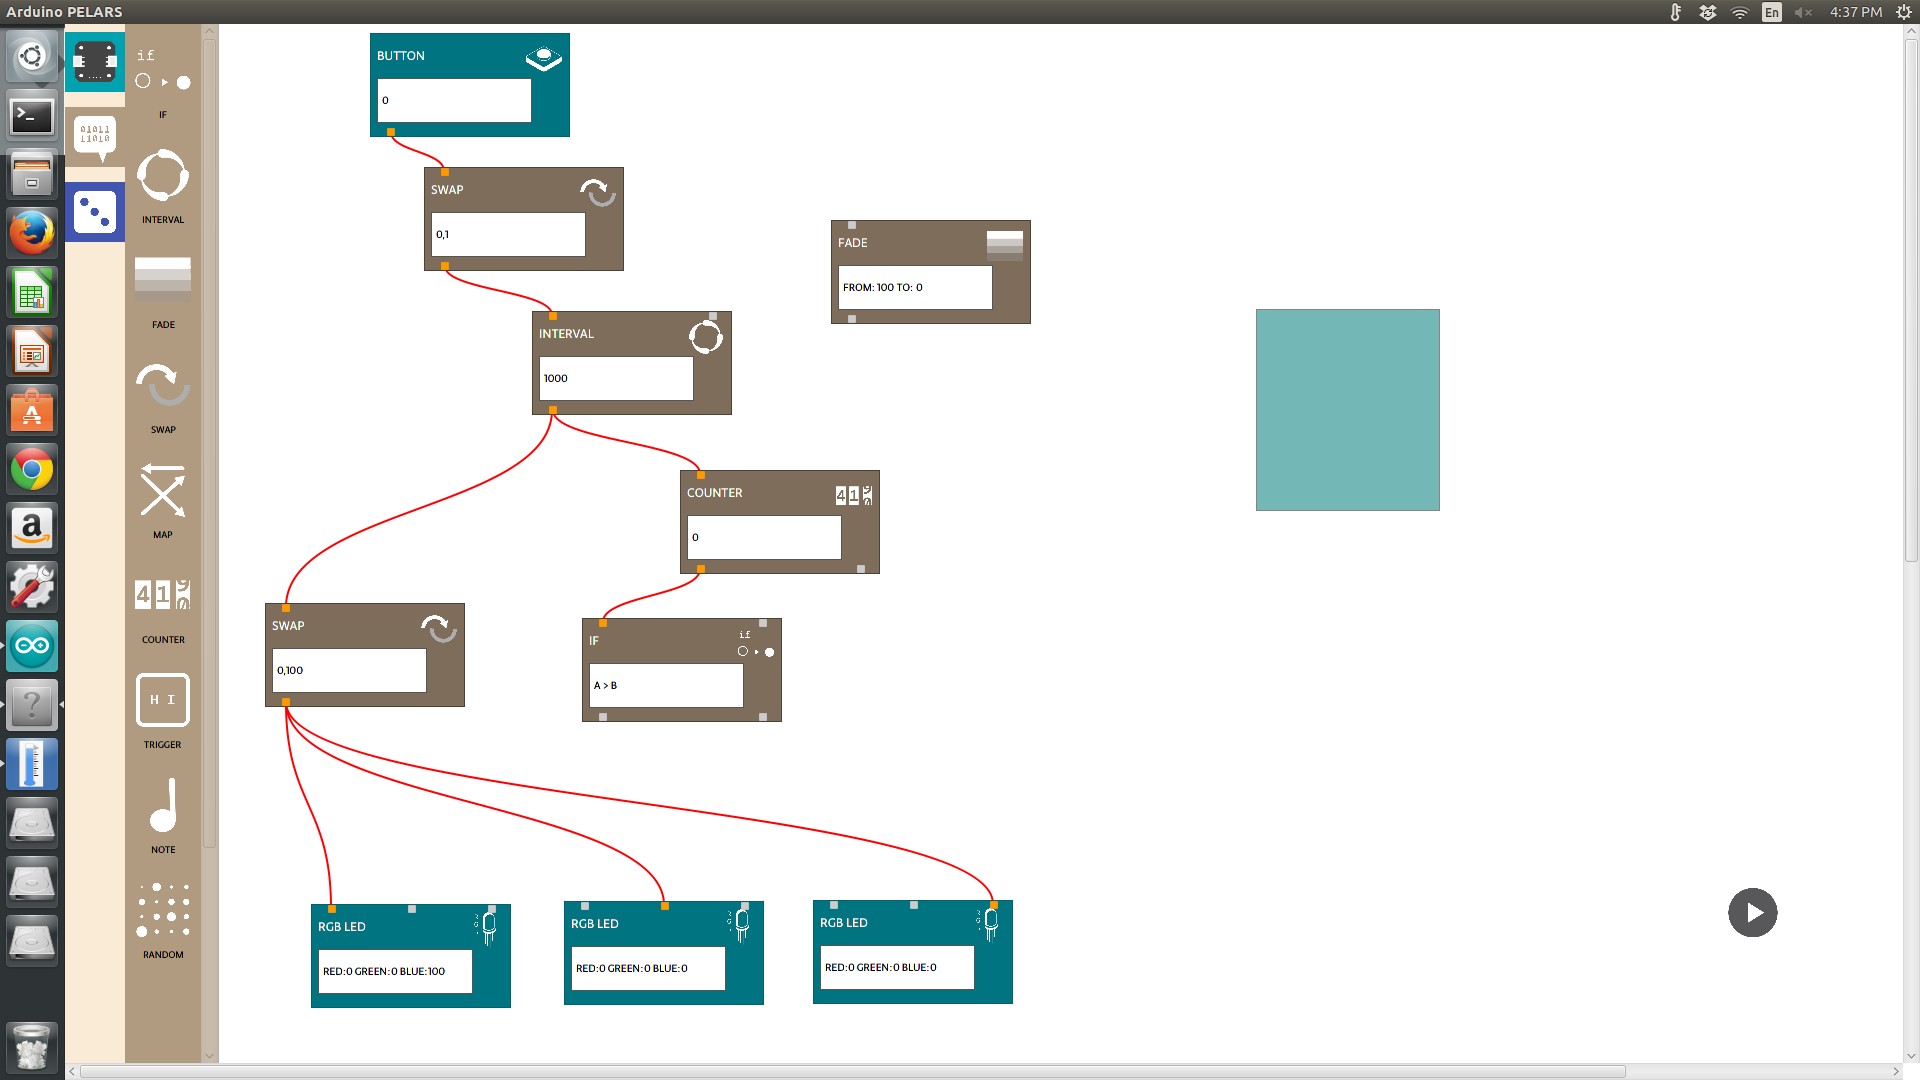 Arduino PELARS
En
4:37 PM
if
IF
INTERVAL
FADE
SWAP
MAP
COUNTER
H I
TRIGGER
NOTE
RANDOM
01011
11010
BUTTON
0
SWAP
0,1
FADE
FROM: 100 TO: 0
INTERVAL
1000
COUNTER
41
0
SWAP
0,100
if
IF
A > B
RGB LED
RED:0 GREEN:0 BLUE:100
RGB LED
RED:0 GREEN:0 BLUE:0
RGB LED
RED:0 GREEN:0 BLUE:0